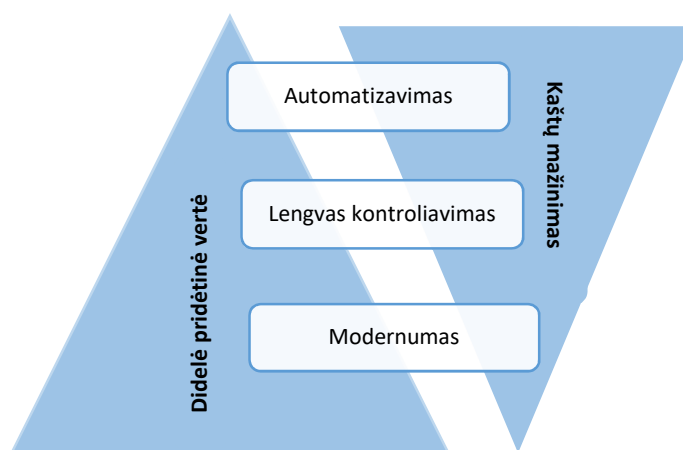 Automatizavimas
Lengvas kontroliavimas
Modernumas
Didelė pridėtinė vertė
Kaštų mažinimas